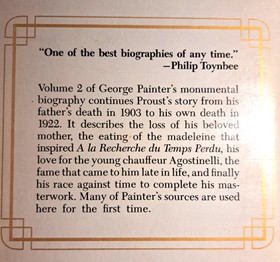 “One of the best biographies of any time.”
—Philip Toynbee
Volume 2 of George Painter's monumental
biography continues Proust's story from his
father's death in 1903 to his own death in
1922. It describes the loss of his beloved
mother, the eating of the madeleine that
inspired A la Recherche du Temps Perdu, his
love for the young chauffeur Agostinelli, the
fame that came to him late in life, and finally
his race against time to complete his mas-
terwork. Many of Painter's sources are used
here for the first time.